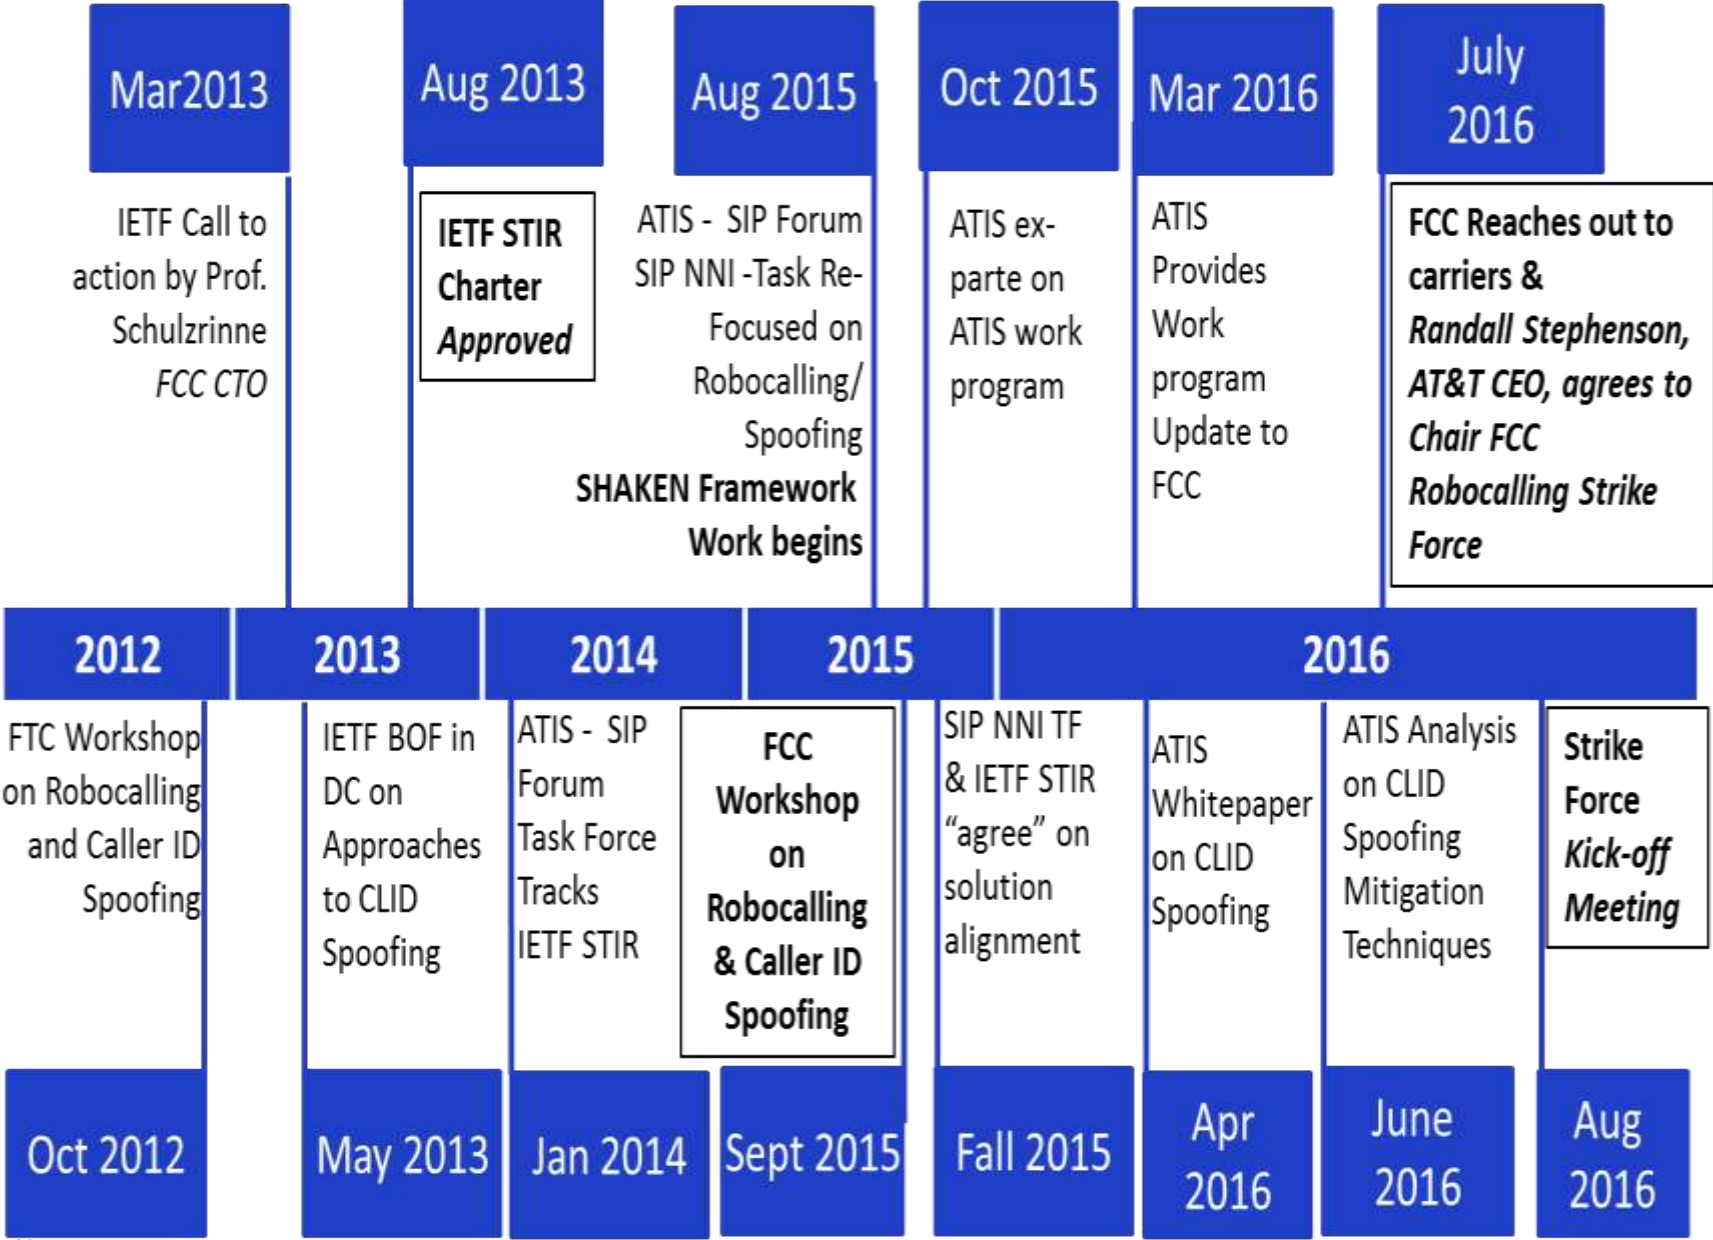 Mar2013
Aug 2013
Aug 2015
Oct 2015
Mar 2016
July
2016
IETF Call to
action by Prof.
Schulzrinne
FCC CTO
IETF STIR
Charter
Approved
ATIS - SIP Forum
SIP NNI -Task Re-
Focused on
Robocalling/
Spoofing
SHAKEN Framework
Work begins
ATIS ex-
parte on
ATIS work
program
ATIS
Provides
Work
program
Update to
FCC
FCC Reaches out to
carriers &
Randall Stephenson,
AT&T CEO, agrees to
Chair FCC
Robocalling Strike
Force
2012
2013
2014
2015
2016
FTC Workshop
on Robocalling
and Caller ID
Spoofing
IETF BOF in
DC on
Approaches
to CLID
Spoofing
ATIS - SIP
Forum
Task Force
Tracks
IETF STIR
FCC
Workshop
on
Robocalling
& Caller ID
Spoofing
SIP NNI TF
& IETF STIR
“agree” on
solution
alignment
ATIS
Whitepaper
on CLID
Spoofing
ATIS Analysis
on CLID
Spoofing
Mitigation
Techniques
Strike
Force
Kick-off
Meeting
Oct 2012
May 2013
Jan 2014
Sept 2015
Fall 2015
Apr
2016
June
2016
Aug
2016